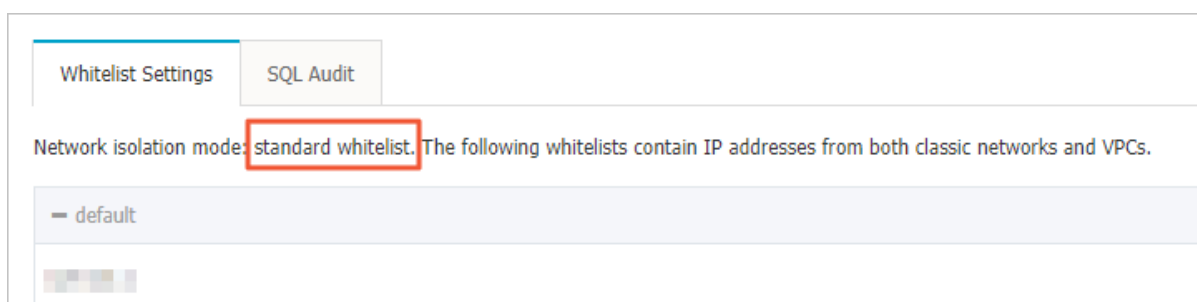 Whitelist Settings SQL Audit
Network isolation mode: standard whitelist. The following whitelists contain IP addresses from both classic networks and VPCs.
default